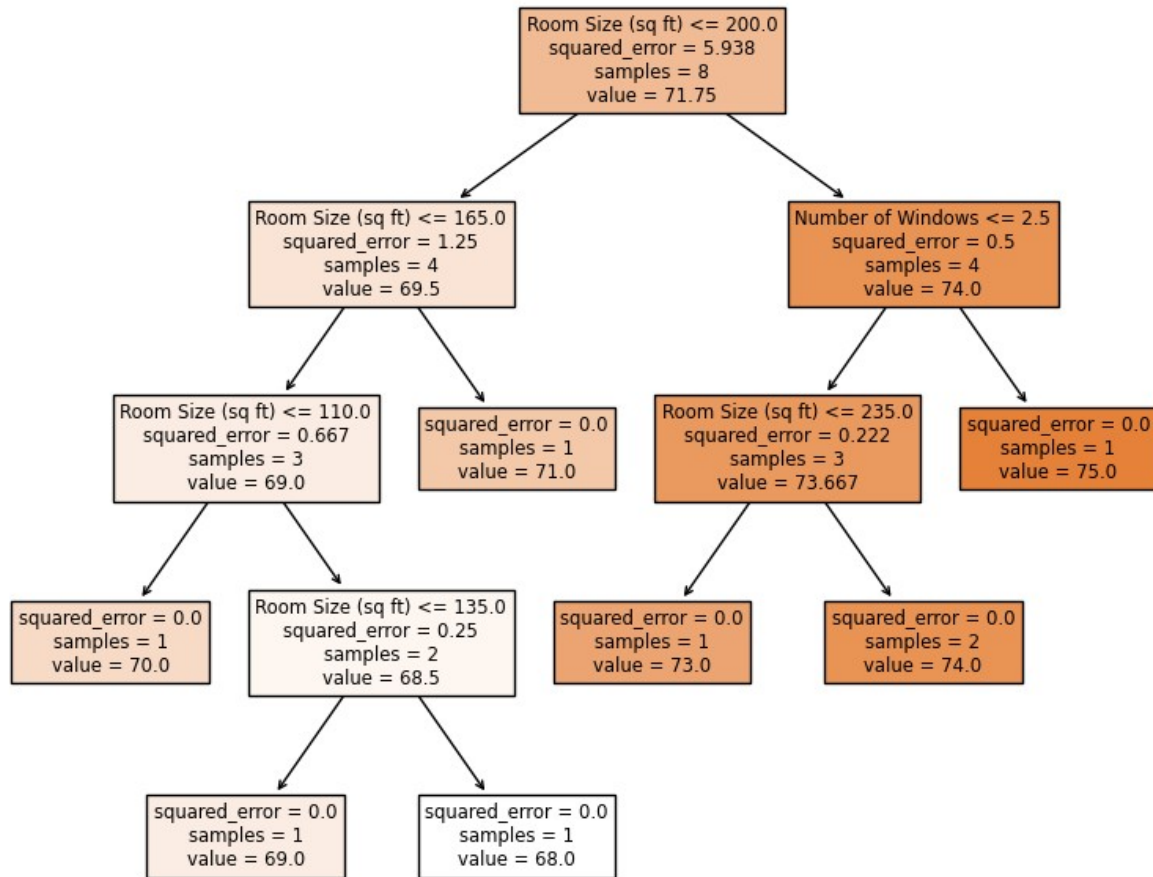 Room Size (sq ft) <= 200.0
squared_error = 5.938
samples = 8
value = 71.75
Room Size (sq ft) <= 165.0
squared_error = 1.25
samples = 4
value = 69.5
Number of Windows <= 2.5
squared_error = 0.5
samples = 4
value = 74.0
Room Size (sq ft) <= 110.0
squared_error = 0.667
samples = 3
value = 69.0
squared_error = 0.0
samples = 1
value = 71.0
Room Size (sq ft) <= 235.0
squared_error = 0.222
samples = 3
value = 73.667
squared_error = 0.0
samples = 1
value = 75.0
squared_error = 0.0
samples = 1
value = 70.0
Room Size (sq ft) <= 135.0
squared_error = 0.25
samples = 2
value = 68.5
squared_error = 0.0
samples = 1
value = 73.0
squared_error = 0.0
samples = 2
value = 74.0
squared_error = 0.0
samples = 1
value = 69.0
squared_error = 0.0
samples = 1
value = 68.0